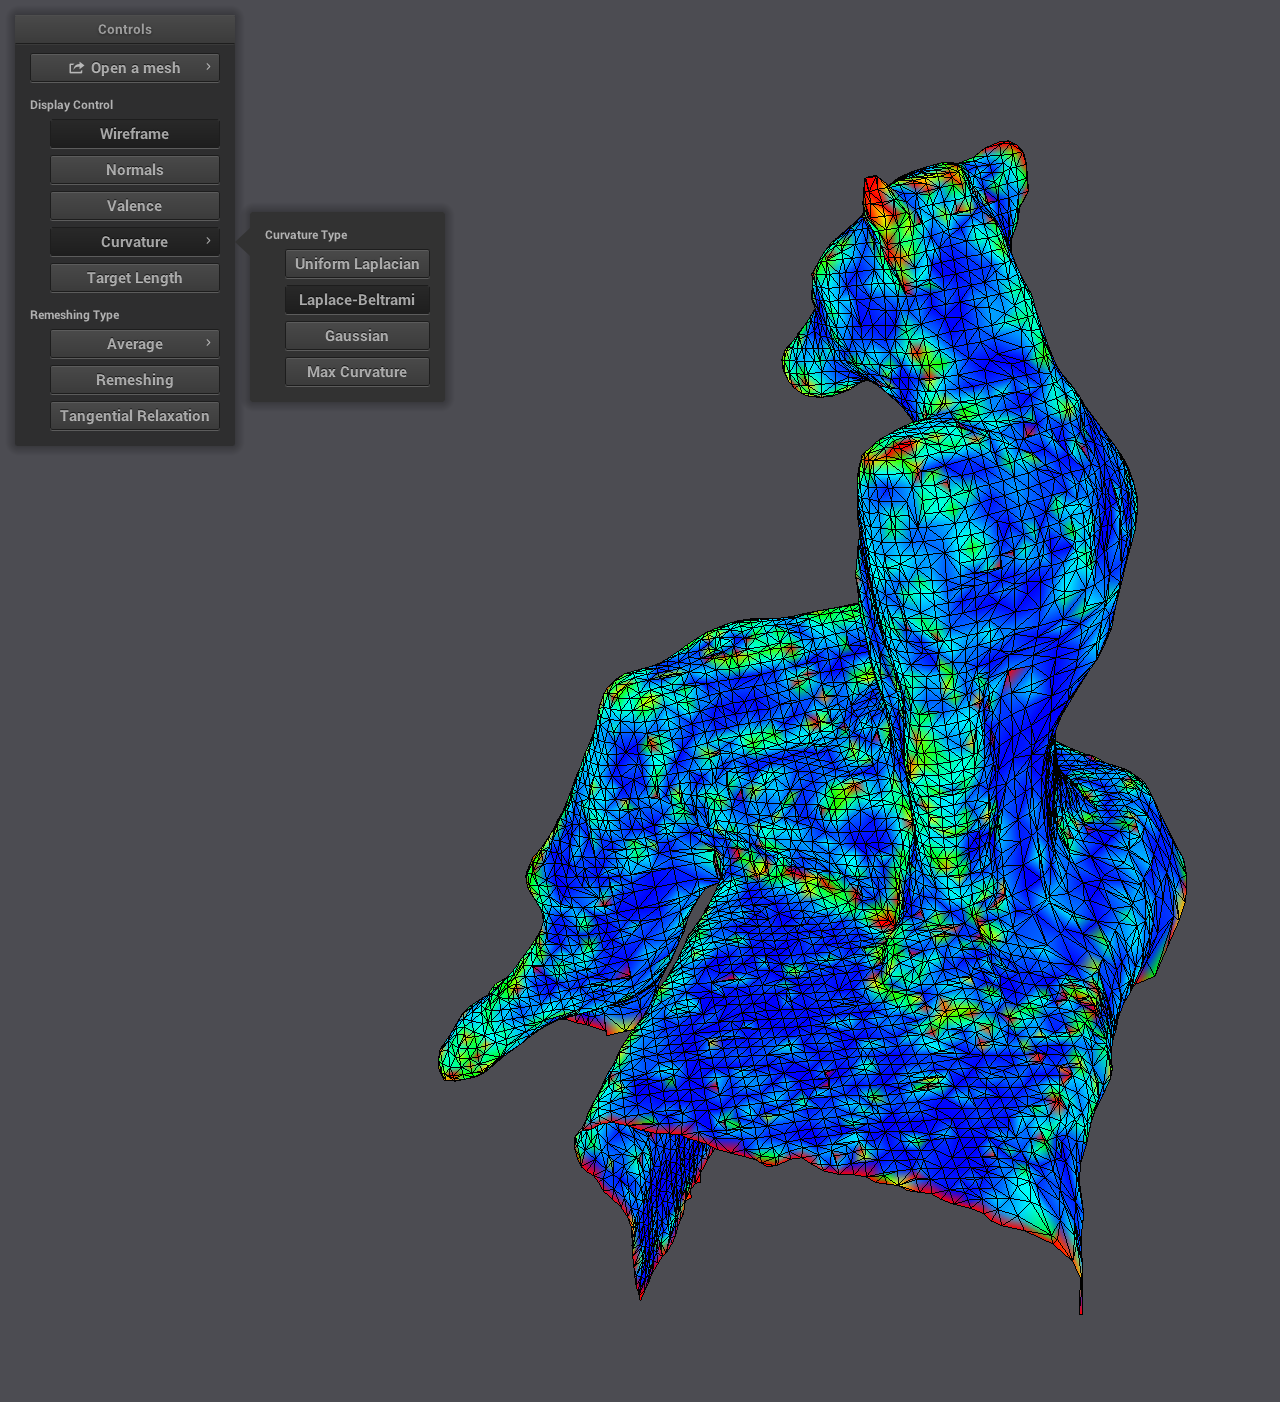 Controls
Open a mesh
Display Control
Wireframe
Normals
Valence
Curvature
Target Length
Remeshing Type
Average
Remeshing
Tangential Relaxation
Curvature Type
Uniform Laplacian
Laplace-Beltrami
Gaussian
Max Curvature